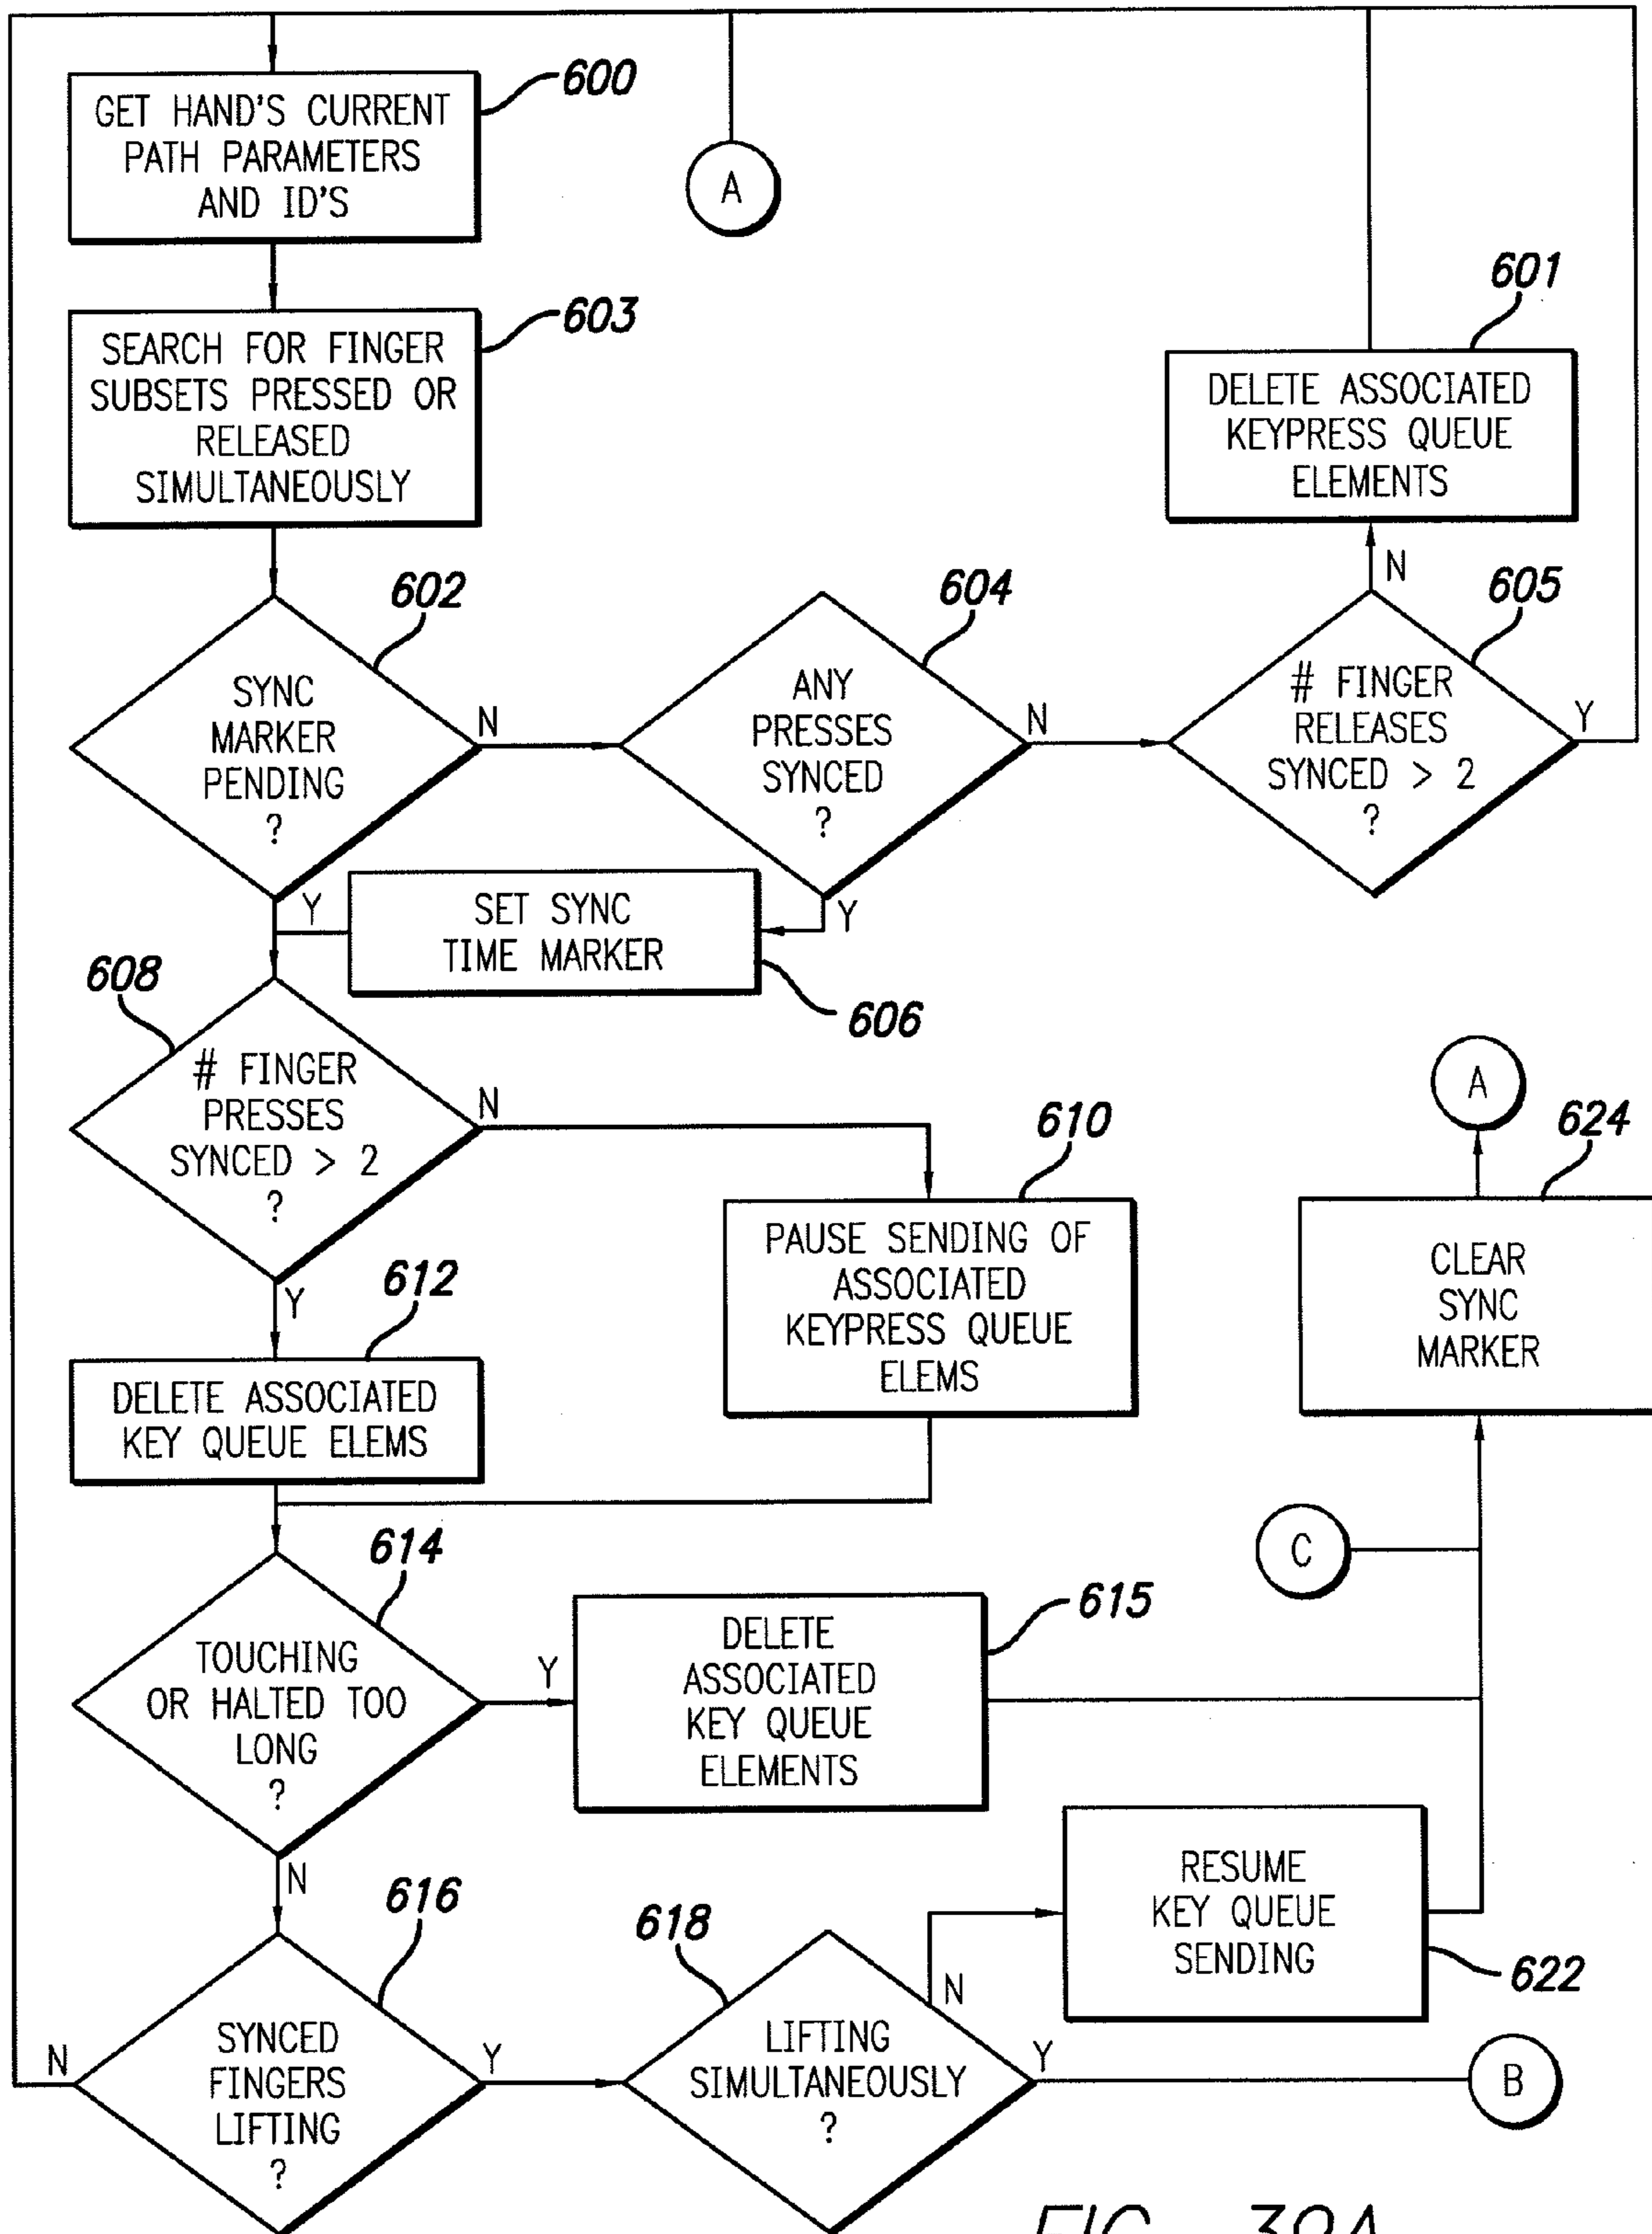 600
GET HAND'S CURRENT
PATH PARAMETERS
AND ID'S
A
603
SEARCH FOR FINGER
SUBSETS PRESSED OR
RELEASED
SIMULTANEOUSLY
601
DELETE ASSOCIATED
KEYPRESS QUEUE
ELEMENTS
N
602
SYNC
MARKER
PENDING
?
N
Y
604
ANY
PRESSES
SYNCED
?
N
Y
605
# FINGER
RELEASES
SYNCED > 2
?
Y
SET SYNC
TIME MARKER
606
608
# FINGER
PRESSES
SYNCED > 2
?
N
Y
610
PAUSE SENDING OF
ASSOCIATED
KEYPRESS QUEUE
ELEMS
A
624
CLEAR
SYNC
MARKER
612
DELETE ASSOCIATED
KEY QUEUE ELEMS
C
614
TOUCHING
OR HALTED TOO
LONG
?
Y
N
615
DELETE
ASSOCIATED
KEY QUEUE
ELEMENTS
RESUME
KEY QUEUE
SENDING
622
616
N
SYNCED
FINGERS
LIFTING
?
Y
618
LIFTING
SIMULTANEOUSLY
?
N
Y
B
FIG. 39A